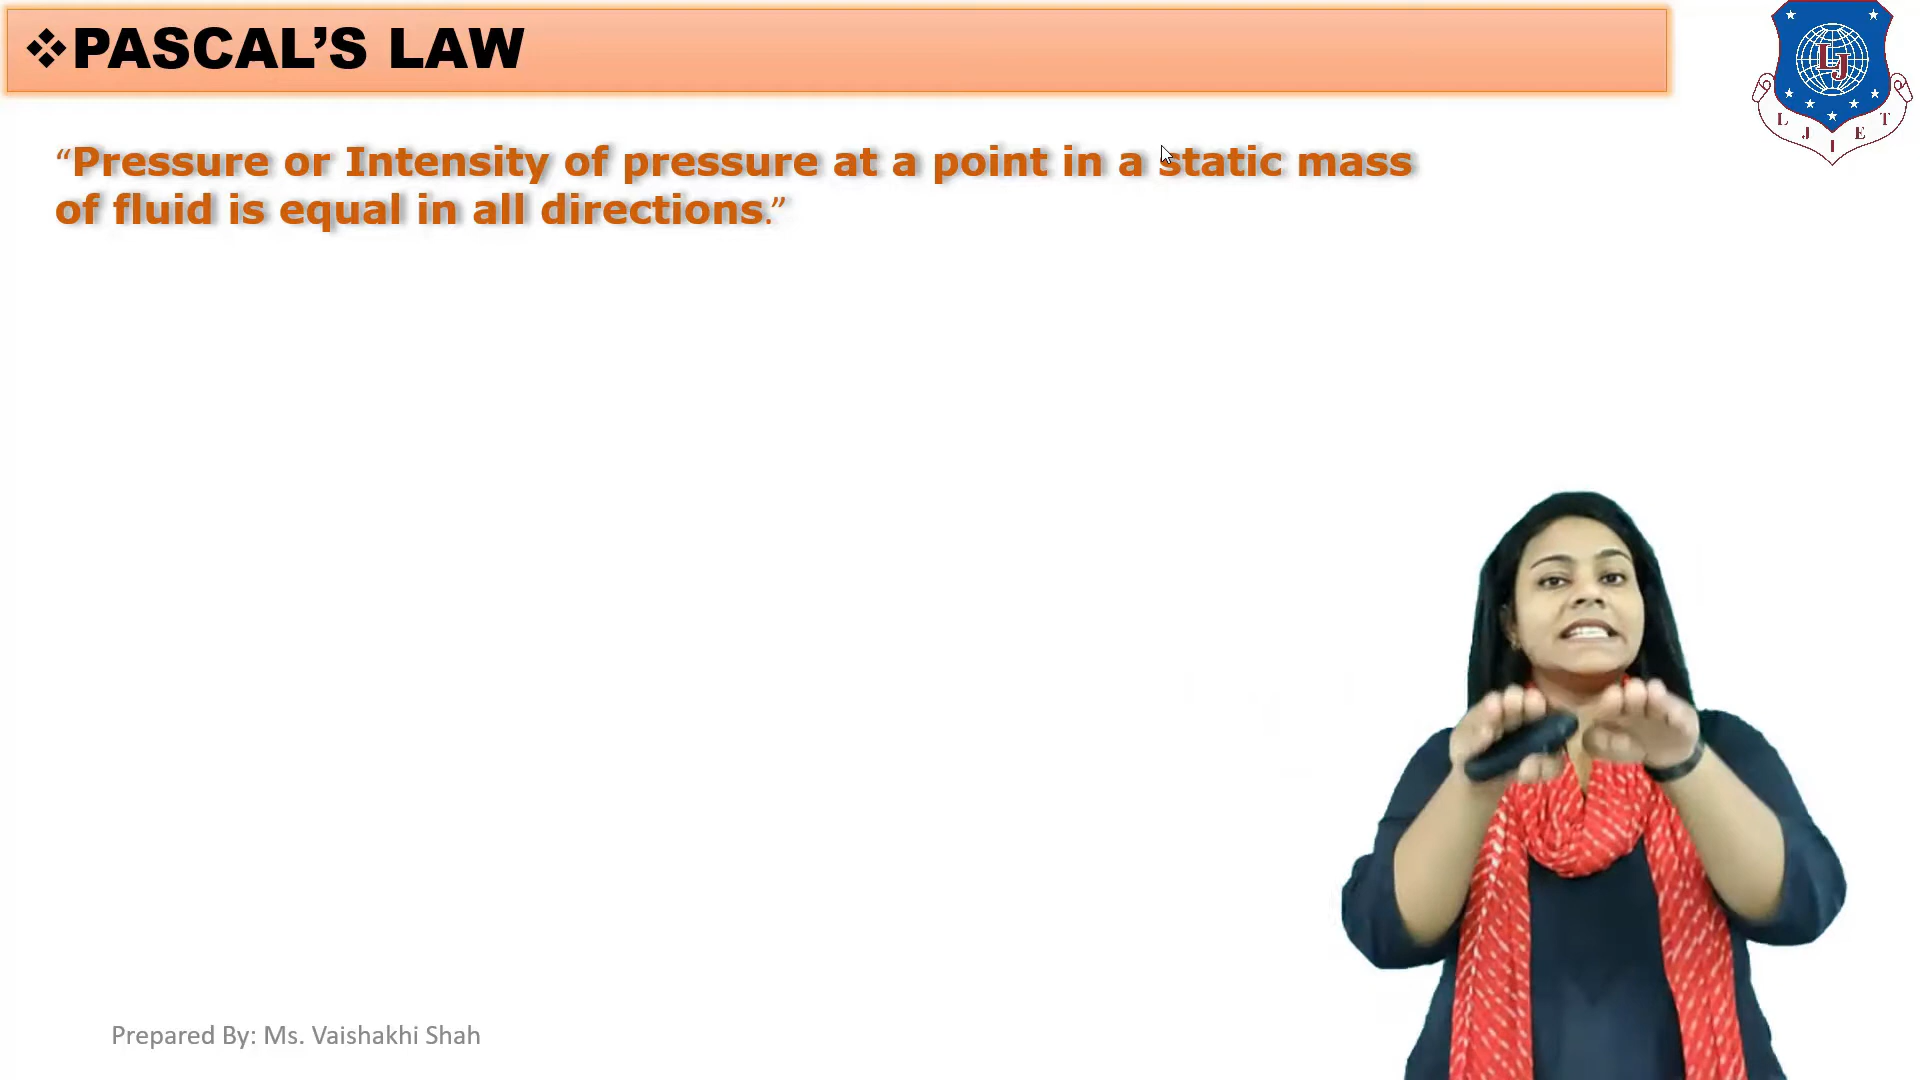 ❖PASCAL’S LAW
“Pressure or Intensity of pressure at a point in a static mass
of fluid is equal in all directions.”
LJ
L J I E T
Prepared By: Ms. Vaishakhi Shah